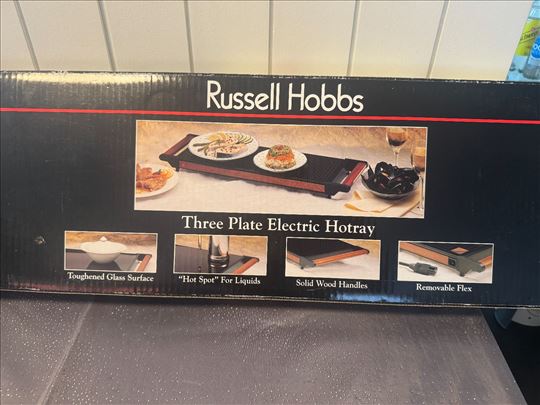 Russell Hobbs
Three Plate Electric Hotray
Toughened Glass Surface
"Hot Spot" For Liquids
Solid Wood Handles
Removable Flex